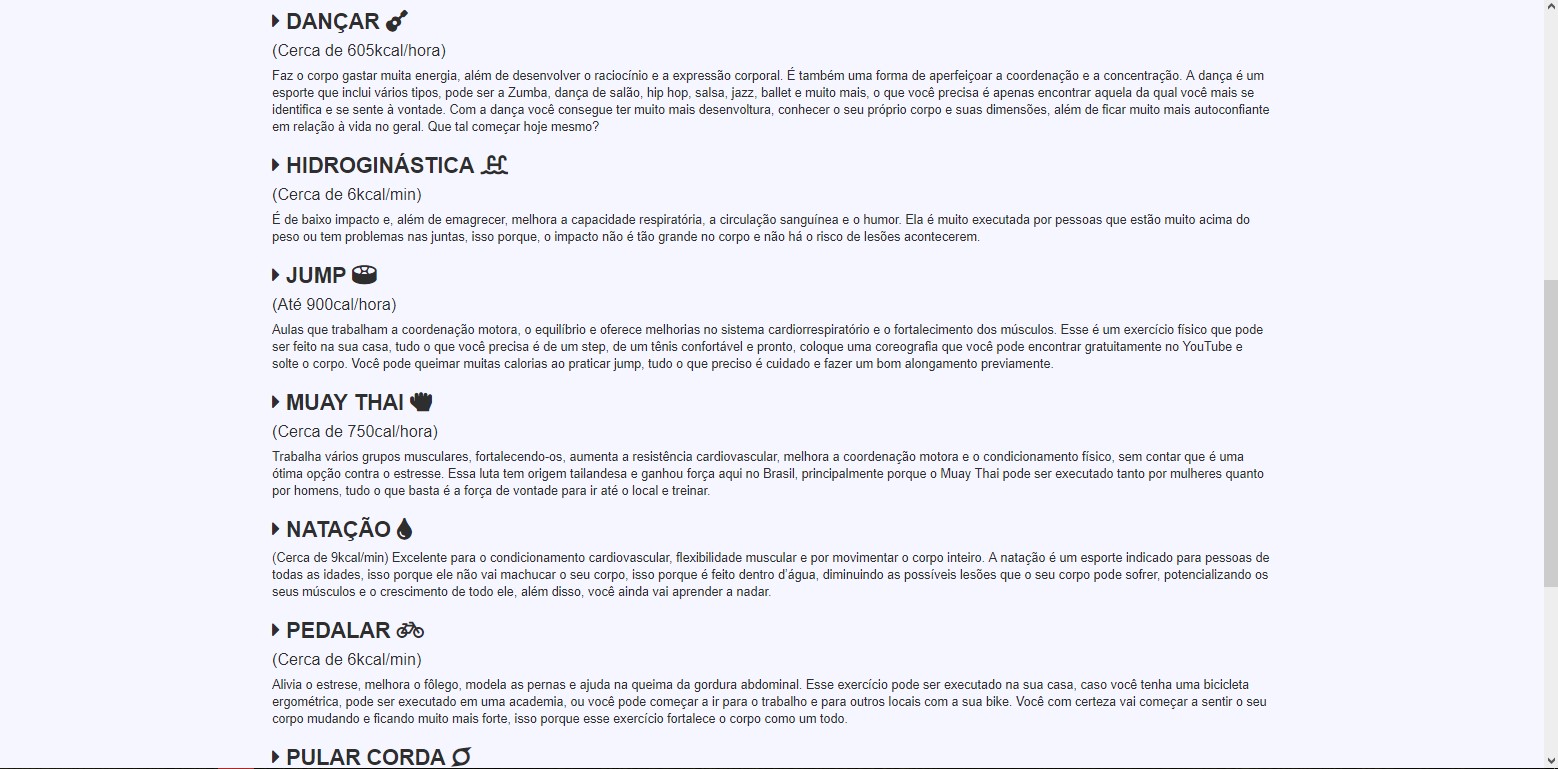 DANÇAR
(Cerca de 605kcal/hora)
Faz o corpo gastar muita energia, além de desenvolver o raciocínio e a expressão corporal. É também uma forma de aperfeiçoar a coordenação e a concentração. A dança é um
esporte que inclui vários tipos, pode ser a Zumba, dança de salão, hip hop, salsa, jazz, ballet e muito mais, o que você precisa é apenas encontrar aquela da qual você mais se
identifica e se sente à vontade. Com a dança você consegue ter muito mais desenvoltura, conhecer o seu próprio corpo e suas dimensões, além de ficar muito mais autoconfiante
em relação à vida no geral. Que tal começar hoje mesmo?
HIDROGINÁSTICA
(Cerca de 6kcal/min)
É de baixo impacto e, além de emagrecer, melhora a capacidade respiratória, a circulação sanguínea e o humor. Ela é muito executada por pessoas que estão muito acima do
peso ou tem problemas nas juntas, isso porque, o impacto não é tão grande no corpo e não há o risco de lesões acontecerem.
JUMP
(Até 900cal/hora)
Aulas que trabalham a coordenação motora, o equilíbrio e oferece melhorias no sistema cardiorrespiratório e o fortalecimento dos músculos. Esse é um exercício físico que pode
ser feito na sua casa, tudo o que você precisa é de um step, de um tênis confortável e pronto, coloque uma coreografia que você pode encontrar gratuitamente no YouTube e
solte o corpo. Você pode queimar muitas calorias ao praticar jump, tudo o que preciso é cuidado e fazer um bom alongamento previamente.
MUAY THAI
(Cerca de 750cal/hora)
Trabalha vários grupos musculares, fortalecendo-os, aumenta a resistência cardiovascular, melhora a coordenação motora e o condicionamento físico, sem contar que é uma
ótima opção contra o estresse. Essa luta tem origem tailandesa e ganhou força aqui no Brasil, principalmente porque o Muay Thai pode ser executado tanto por mulheres quanto
por homens, tudo o que basta é a força de vontade para ir até o local e treinar.
NATAÇÃO
(Cerca de 9kcal/min) Excelente para o condicionamento cardiovascular, flexibilidade muscular e por movimentar o corpo inteiro. A natação é um esporte indicado para pessoas de
todas as idades, isso porque ele não vai machucar o seu corpo, isso porque é feito dentro d’água, diminuindo as possíveis lesões que o seu corpo pode sofrer, potencializando os
seus músculos e o crescimento de todo ele, além disso, você ainda vai aprender a nadar.
PEDALAR
(Cerca de 6kcal/min)
Alivia o estrese, melhora o fôlego, modela as pernas e ajuda na queima da gordura abdominal. Esse exercício pode ser executado na sua casa, caso você tenha uma bicicleta
ergométrica, pode ser executado em uma academia, ou você pode começar a ir para o trabalho e para outros locais com a sua bike. Você com certeza vai começar a sentir o seu
corpo mudando e ficando muito mais forte, isso porque esse exercício fortalece o corpo como um todo.
PULAR CORDA